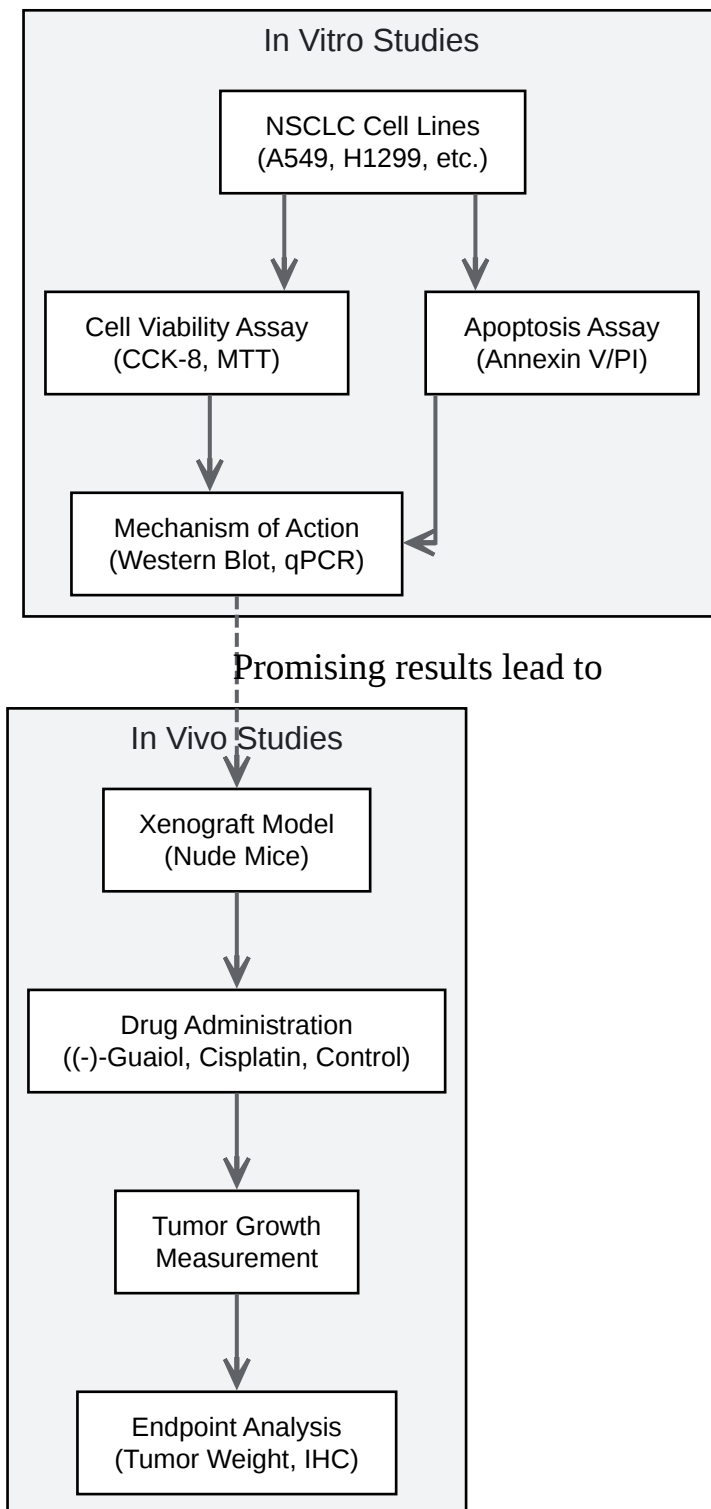 In Vitro Studies
NSCLC Cell Lines
(A549, H1299, etc.)
Cell Viability Assay
(CCK-8, MTT)
Apoptosis Assay
(Annexin V/PI)
Mechanism of Action
(Western Blot, qPCR)
Promising results lead to
In Vivo Studies
Xenograft Model
(Nude Mice)
Drug Administration
((-)-Guaiol, Cisplatin, Control)
Tumor Growth
Measurement
Endpoint Analysis
(Tumor Weight, IHC)